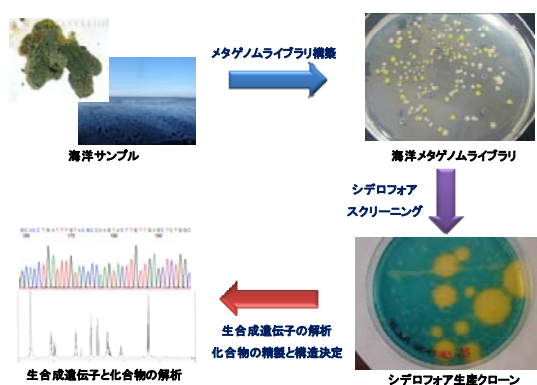 メタゲノムライブラリ構築
海洋サンプル
海洋メタゲノムライブラリ
シデロフォア
スクリーニング
生合成遺伝子の解析
化合物の精製と構造決定
生合成遺伝子と化合物の解析
シデロフォア生産クローン